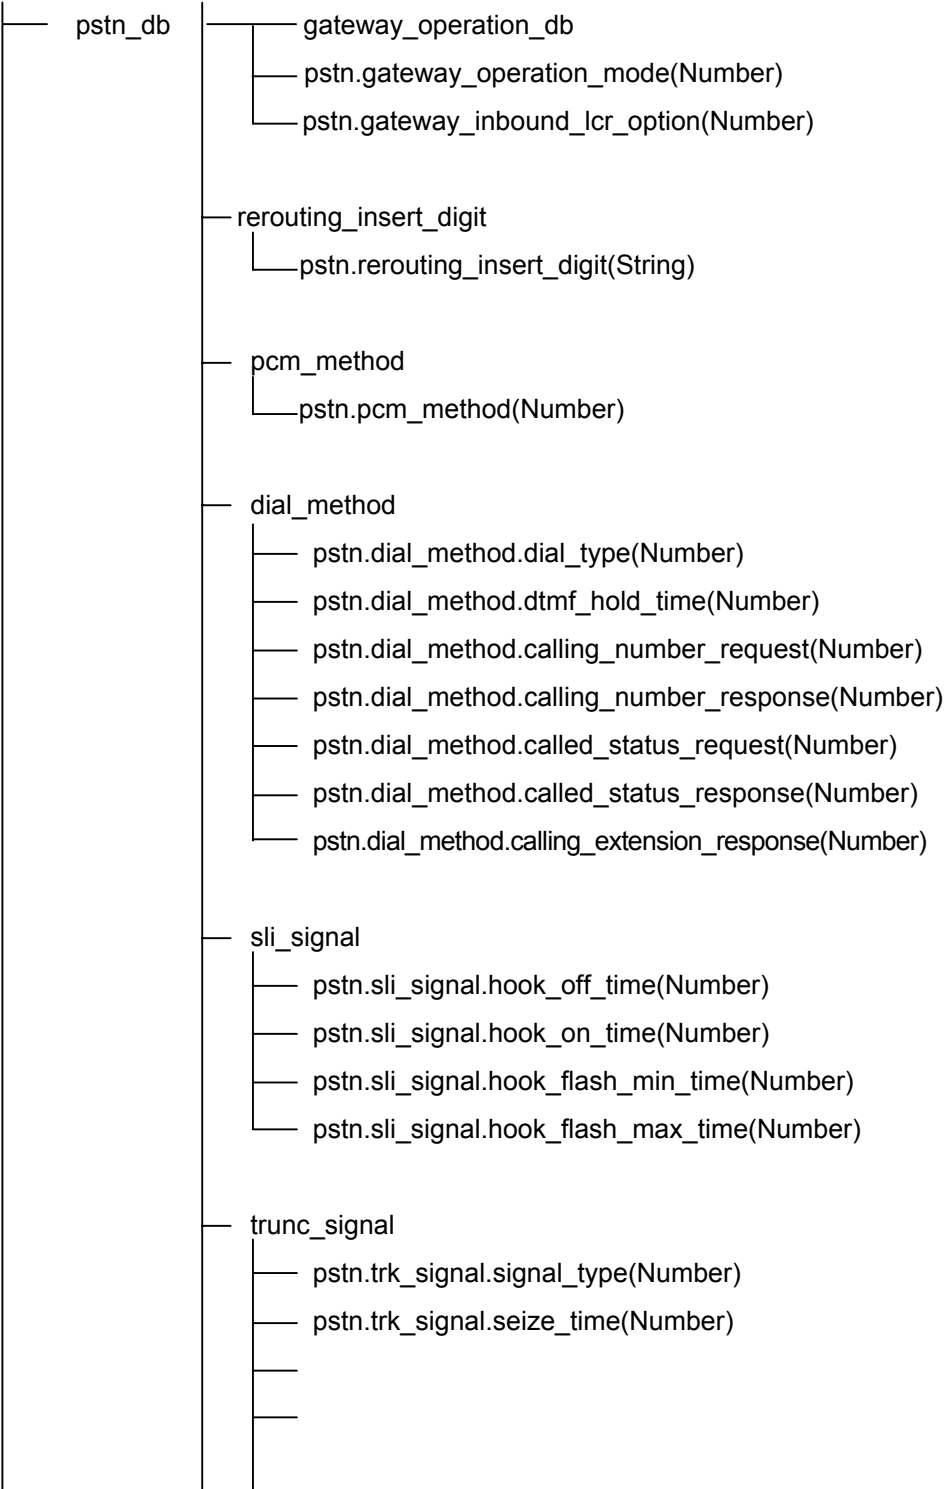 pstn_db gateway_operation_db
pstn.gateway_operation_mode(Number)
pstn.gateway_inbound_lcr_option(Number)
rerouting_insert_digit
pstn.rerouting_insert_digit(String)
pcm_method
pstn.pcm_method(Number)
dial_method
pstn.dial_method.dial_type(Number)
pstn.dial_method.dtmf_hold_time(Number)
pstn.dial_method.calling_number_request(Number)
pstn.dial_method.calling_number_response(Number)
pstn.dial_method.called_status_request(Number)
pstn.dial_method.called_status_response(Number)
pstn.dial_method.calling_extension_response(Number)
sli_signal
pstn.sli_signal.hook_off_time(Number)
pstn.sli_signal.hook_on_time(Number)
pstn.sli_signal.hook_flash_min_time(Number)
pstn.sli_signal.hook_flash_max_time(Number)
trunc_signal
pstn.trk_signal.signal_type(Number)
pstn.trk_signal.seize_time(Number)